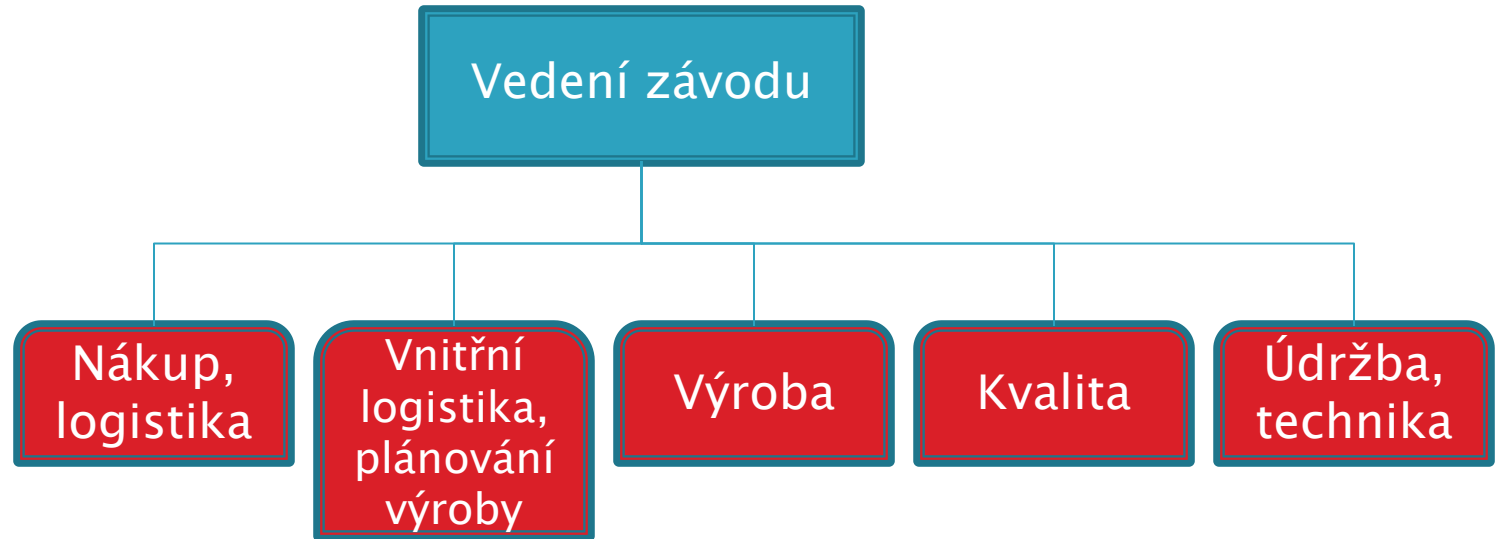 Vedení závodu
Nákup,
logistika
Vnitřní
logistika,
plánování
výroby
Výroba
Kvalita
Údržba,
technika